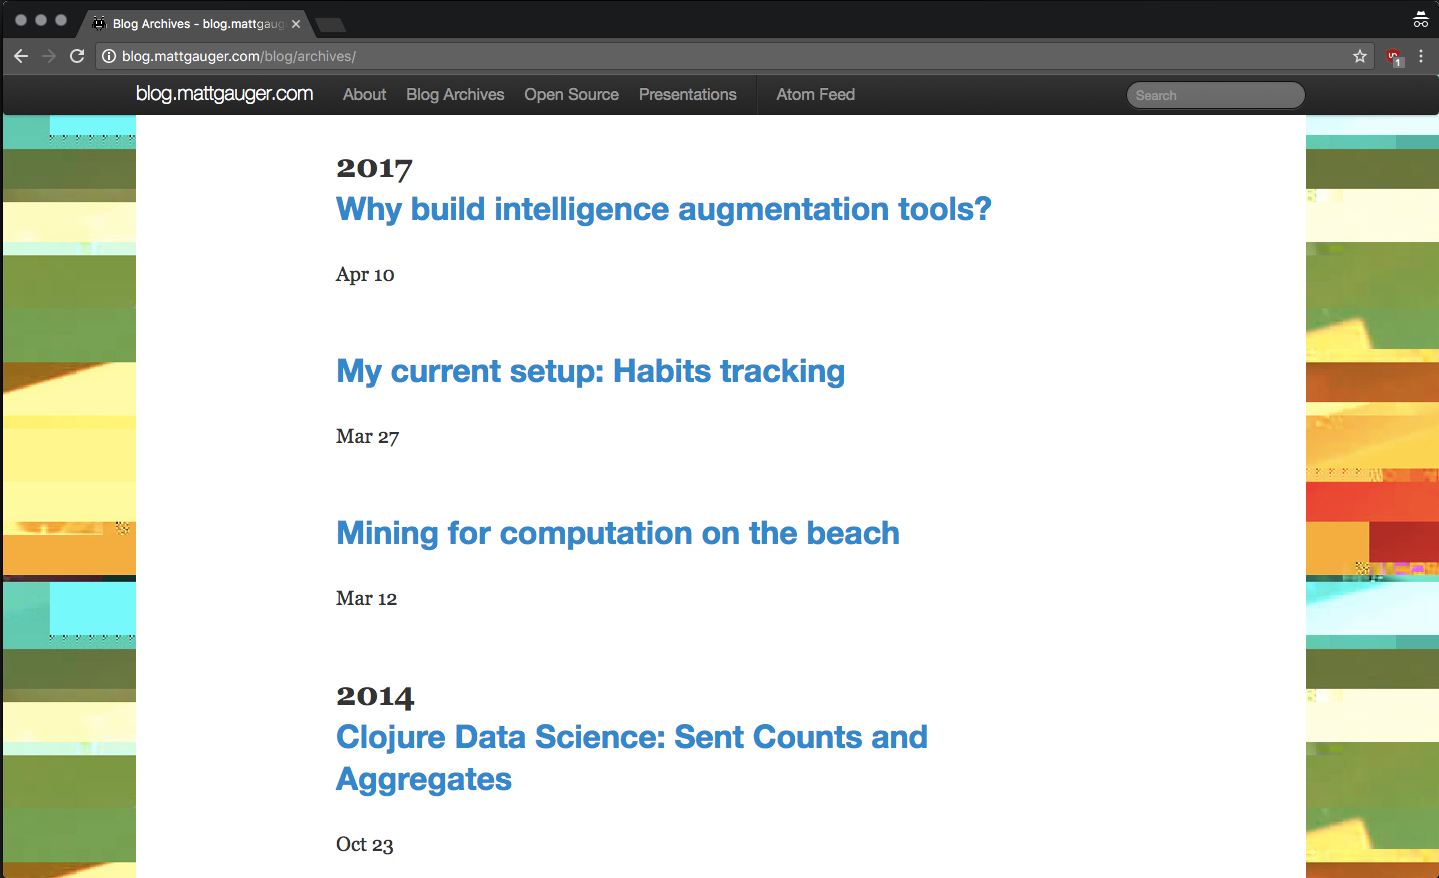 Blog Archives - blog.mattgaug
blog.mattgauger.com/blog/archives/
1
blog.mattgauger.com About Blog Archives Open Source Presentations Atom Feed Search
2017
Why build intelligence augmentation tools?
Apr 10
My current setup: Habits tracking
Mar 27
Mining for computation on the beach
Mar 12
2014
Clojure Data Science: Sent Counts and
Aggregates
Oct 23